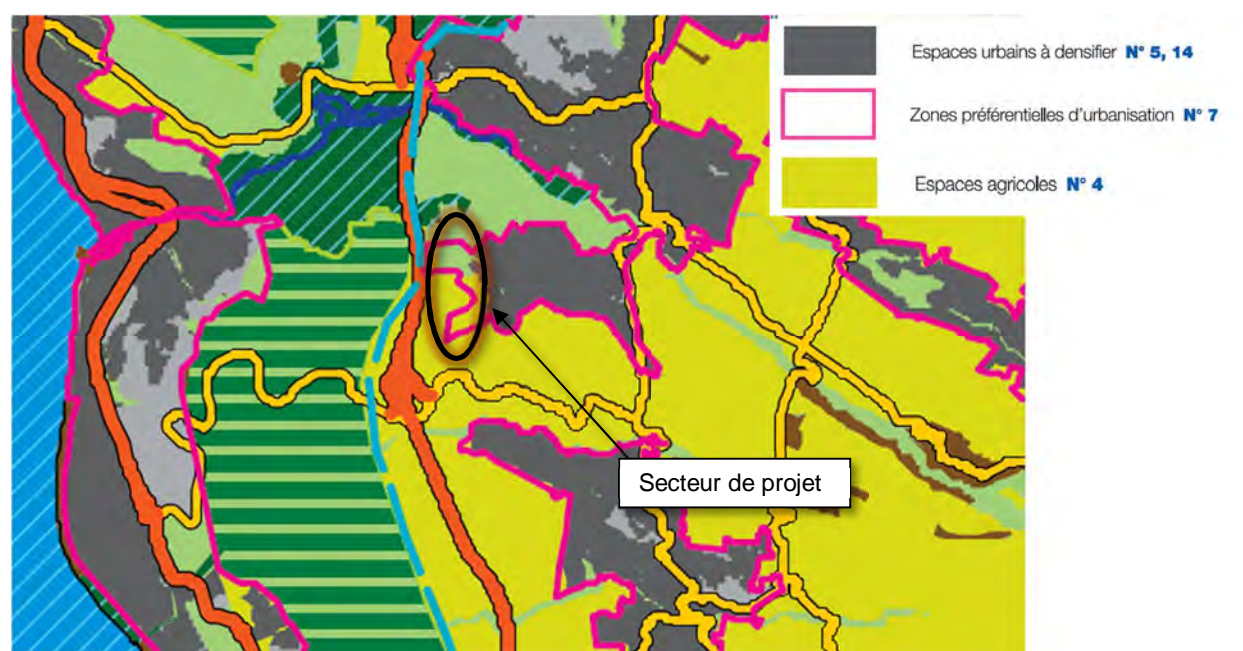 Espaces urbains à densifier N° 5, 14
Zones préférentielles d'urbanisation N° 7
Espaces agricoles N° 4
Secteur de projet